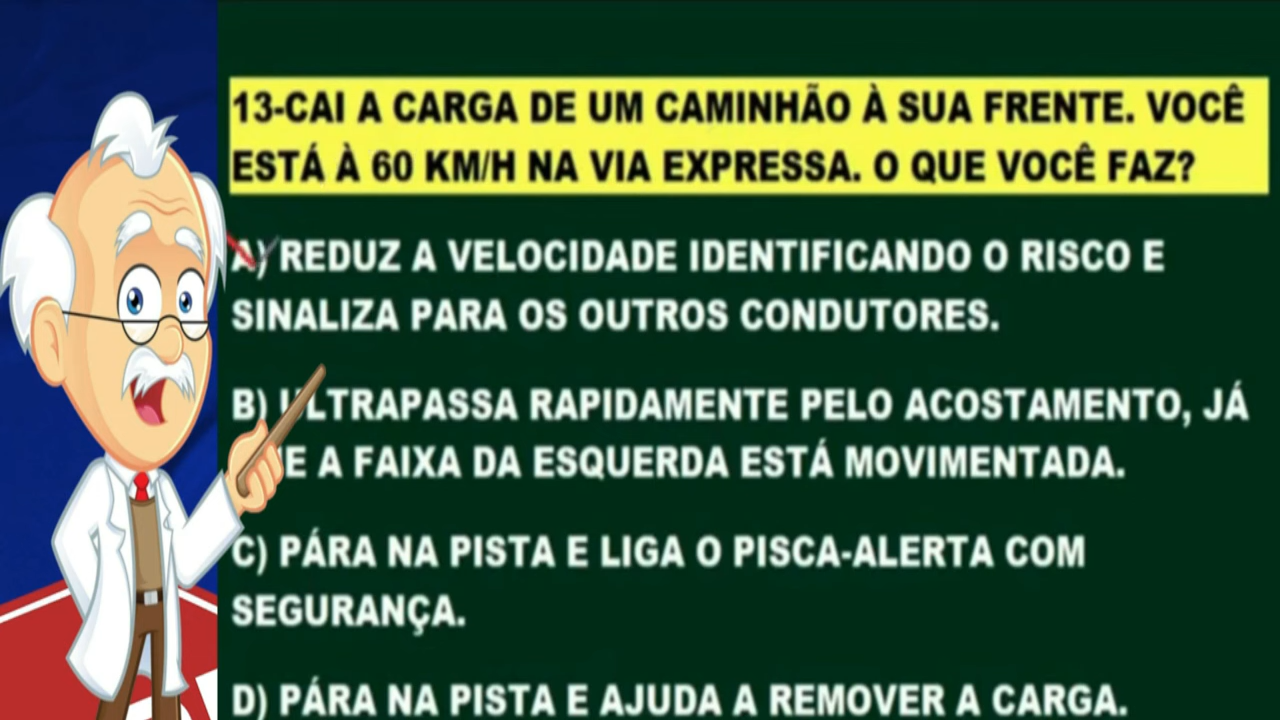 13-CAI A CARGA DE UM CAMINHÃO À SUA FRENTE. VOCÊ
ESTÁ À 60 KM/H NA VIA EXPRESSA. O QUE VOCÊ FAZ?
A) REDUZ A VELOCIDADE IDENTIFICANDO O RISCO E
SINALIZA PARA OS OUTROS CONDUTORES.
B) ULTRAPASSA RAPIDAMENTE PELO ACOSTAMENTO, JÁ
A FAIXA DA ESQUERDA ESTÁ MOVIMENTADA.
C) PÁRA NA PISTA E LIGA O PISCA-ALERTA COM
SEGURANÇA.
D) PÁRA NA PISTA E AJUDA A REMOVER A CARGA.